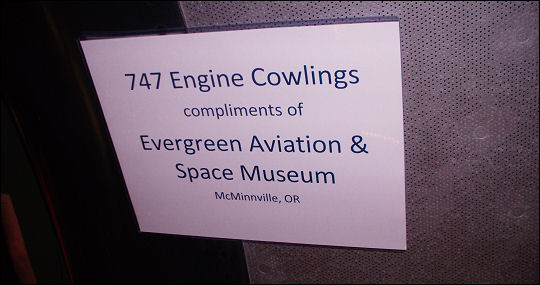 747 Engine Cowlings
compliments of
Evergreen Aviation &
Space Museum
McMinnville, OR